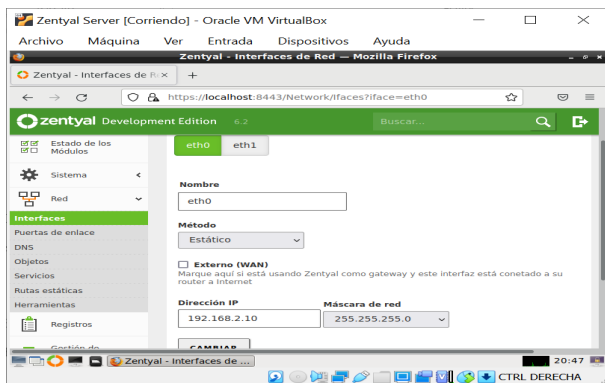 Zentyal Server [Corriendo] - Oracle VM VirtualBox
Archivo Máquina Ver Entrada Dispositivos Ayuda
Zentyal - Interfaces de Red — Mozilla Firefox
Zentyal - Interfaces de R
https://localhost:8443/Network/Ifaces?iface=eth0
zentyal Development Edition 6.2 Buscar...
Estado de los
Módulos
Sistema
Red
Interfaces
Puertas de enlace
DNS
Objetos
Servicios
Rutas estáticas
Herramientas
Registros
Gestión de
eth0 eth1
Nombre
eth0
Método
Estático
Externo (WAN)
Marque aquí si está usando Zentyal como gateway y este interfaz está conetado a su
router a Internet
Dirección IP Máscara de red
192.168.2.10 255.255.255.0
CAMBIAR
Zentyal - Interfaces de ... 20:47
CTRL DERECHA